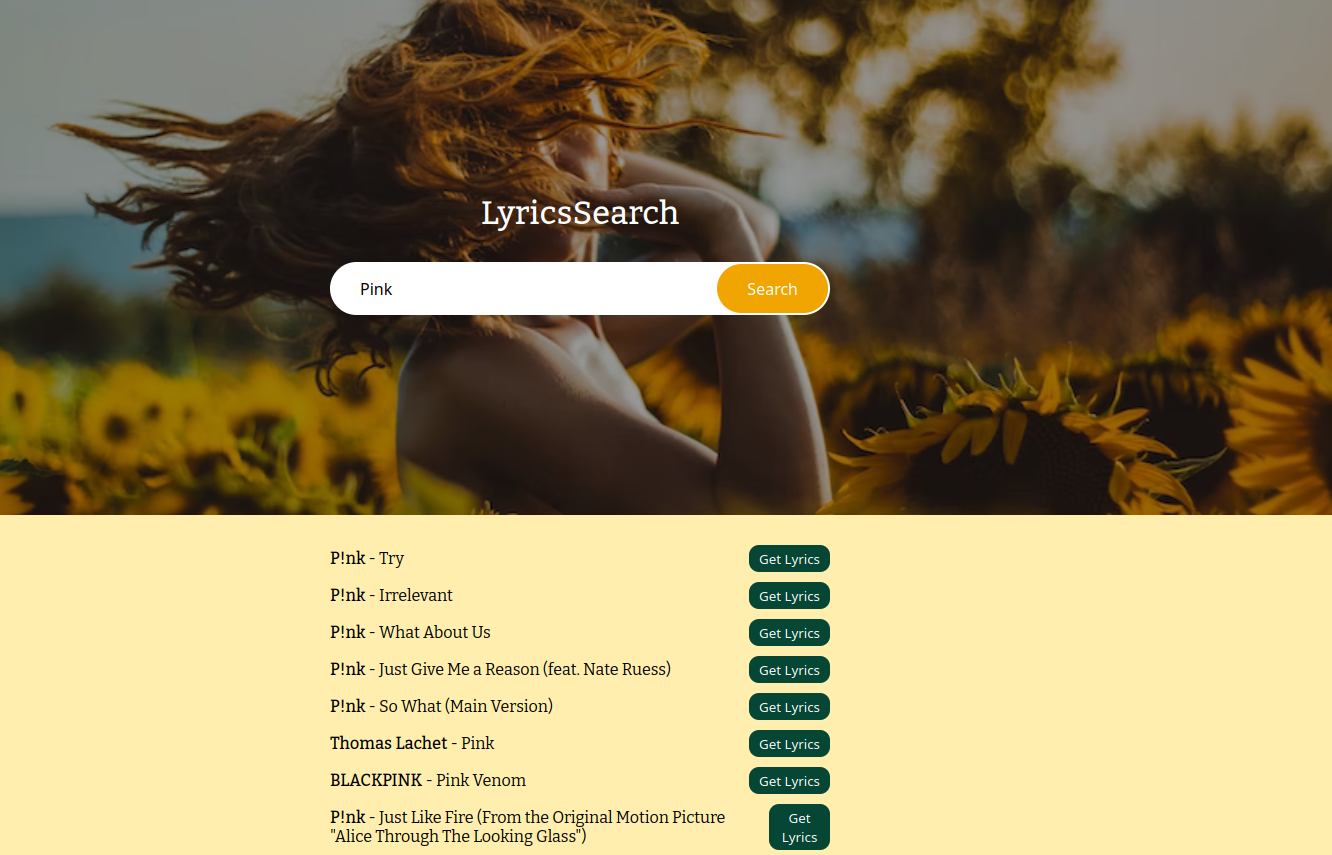 LyricsSearch
Pink Search
P!nk - Try Get Lyrics
P!nk - Irrelevant Get Lyrics
P!nk - What About Us Get Lyrics
P!nk - Just Give Me a Reason (feat. Nate Ruess) Get Lyrics
P!nk - So What (Main Version) Get Lyrics
Thomas Lachet - Pink Get Lyrics
BLACKPINK - Pink Venom Get Lyrics
P!nk - Just Like Fire (From the Original Motion Picture Get
"Alice Through The Looking Glass") Lyrics